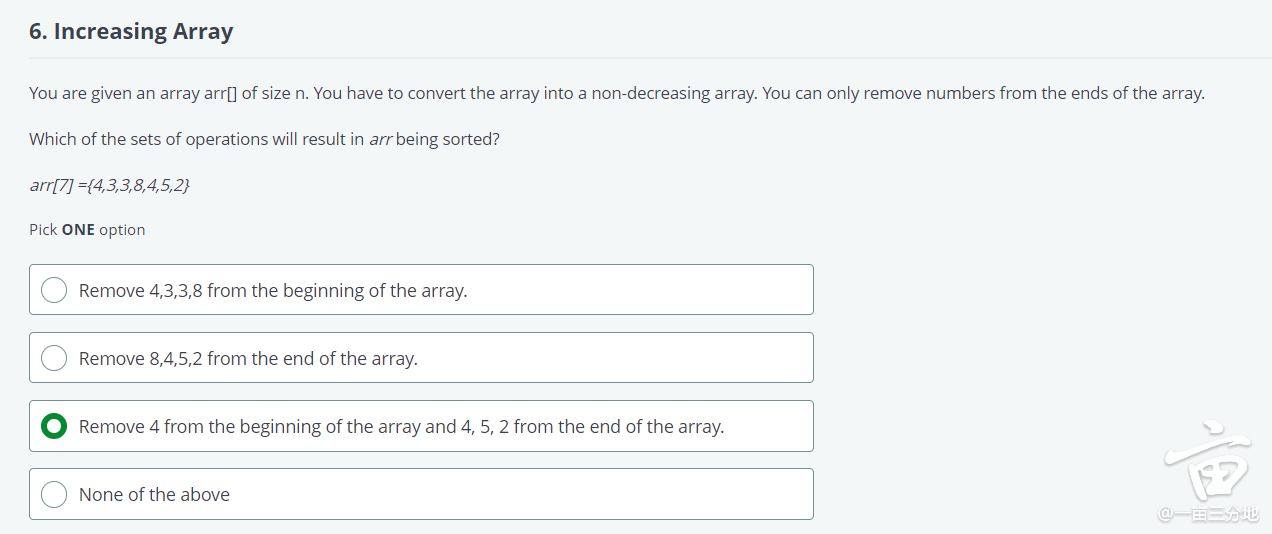 6. Increasing Array
You are given an array arr[] of size n. You have to convert the array into a non-decreasing array. You can only remove numbers from the ends of the array.
Which of the sets of operations will result in arr being sorted?
arr[7] ={4,3,3,8,4,5,2}
Pick ONE option
Remove 4,3,3,8 from the beginning of the array.
Remove 8,4,5,2 from the end of the array.
Remove 4 from the beginning of the array and 4, 5, 2 from the end of the array.
None of the above
亩
@一亩三分地